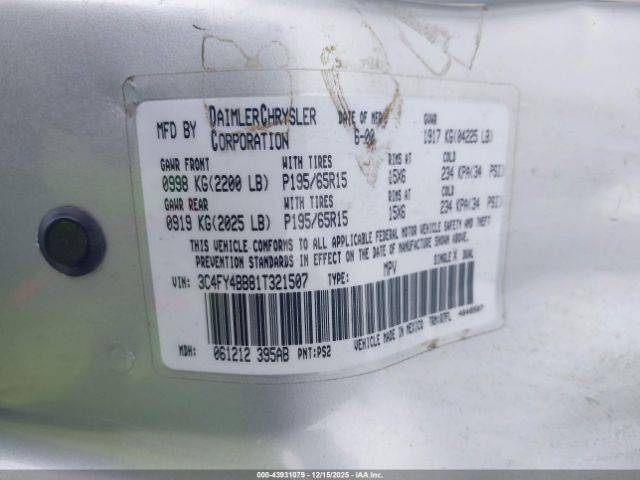 MFD BY DAIMLERCHRYSLER CORPORATION DATE OF MFR 6-00 GVWR 1917 KG(04225 LB)
GAWR FRONT WITH TIRES RIMS AT COLD
0998 KG(2200 LB) P195/65R15 15X6 234 KPA(34 PSI)
GAWR REAR WITH TIRES RIMS AT COLD
0919 KG(2025 LB) P195/65R15 15X6 234 KPA(34 PSI)
THIS VEHICLE CONFORMS TO ALL APPLICABLE FEDERAL MOTOR VEHICLE SAFETY AND THEFT
PREVENTION STANDARDS IN EFFECT ON THE DATE OF MANUFACTURE SHOWN ABOVE.
VIN: 3C4FY4BBB1T321507 TYPE: MPV SINGLE X DUAL
MDH: 061212 395AB PNT:PS2 VEHICLE MADE IN MEXICO
000-43931079 - 12/15/2025 - IAA Inc.